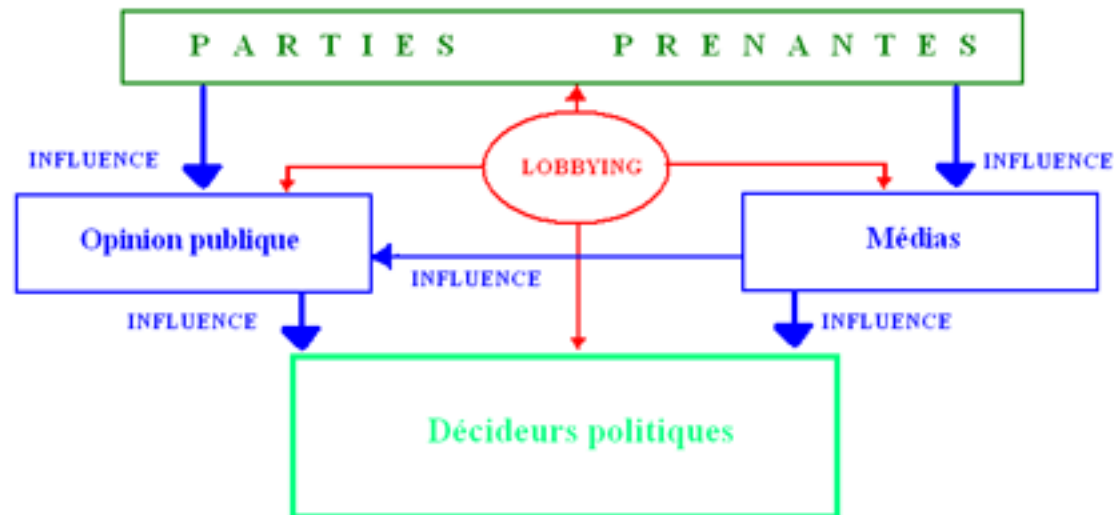 PARTIES PRENANTES
INFLUENCE
LOBBYING
INFLUENCE
Opinion publique
Médias
INFLUENCE
INFLUENCE
INFLUENCE
Décideurs politiques